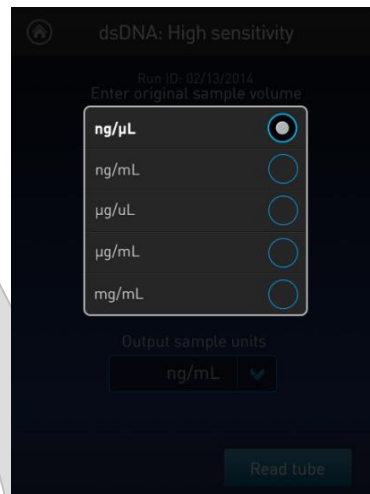 dsDNA: High sensitivity
Run ID: 02/13/2014
Enter original sample volume
ng/µL
ng/mL
µg/uL
µg/mL
mg/mL
Output sample units
ng/mL
Read tube